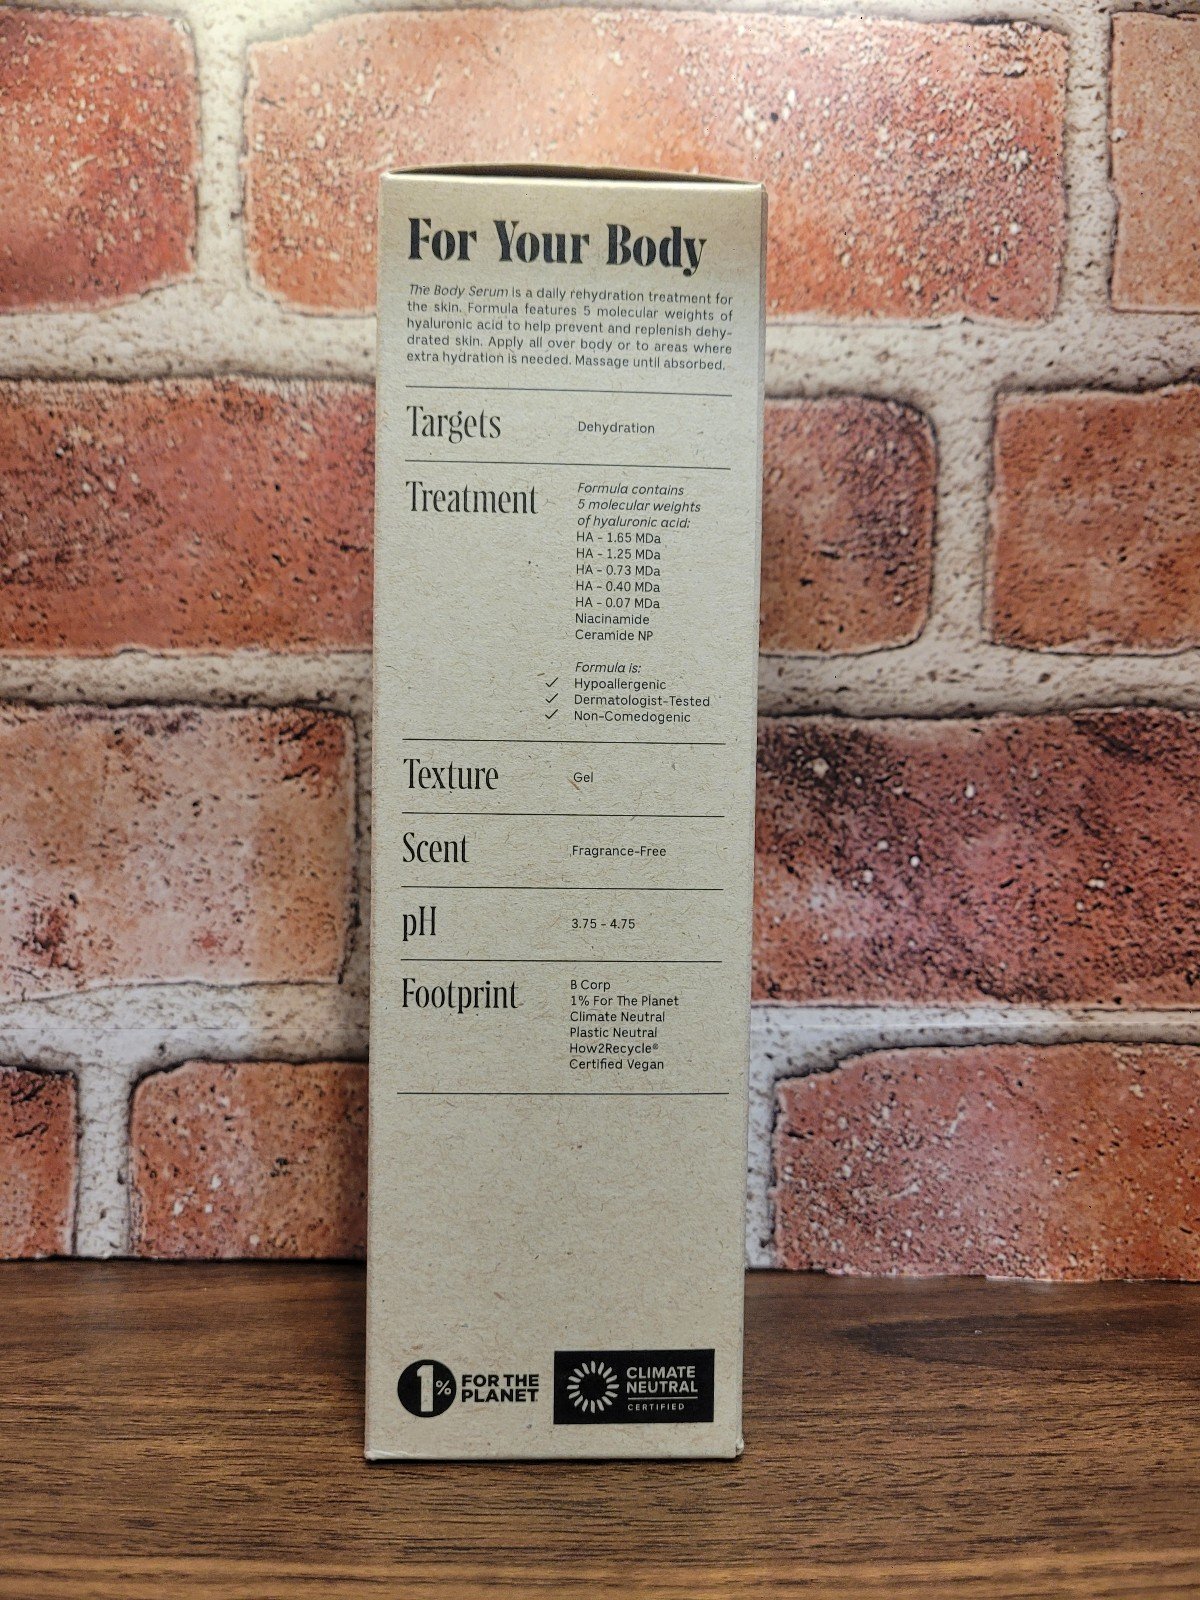 For Your Body
The Body Serum is a daily rehydration treatment for
the skin. Formula features 5 molecular weights of
hyaluronic acid to help prevent and replenish dehy-
drated skin. Apply all over body or to areas where
extra hydration is needed. Massage until absorbed.
Targets
Dehydration
Treatment
Formula contains
5 molecular weights
of hyaluronic acid:
HA - 1.65 MDa
HA - 1.25 MDa
HA - 0.73 MDa
HA - 0.40 MDa
HA - 0.07 MDa
Niacinamide
Ceramide NP
Formula is:
✓ Hypoallergenic
✓ Dermatologist-Tested
✓ Non-Comedogenic
Texture
Gel
Scent
Fragrance-Free
pH
3.75 - 4.75
Footprint
B Corp
1% For The Planet
Climate Neutral
Plastic Neutral
How2Recycle®
Certified Vegan
1%
FOR THE
PLANET
CLIMATE
NEUTRAL
CERTIFIED